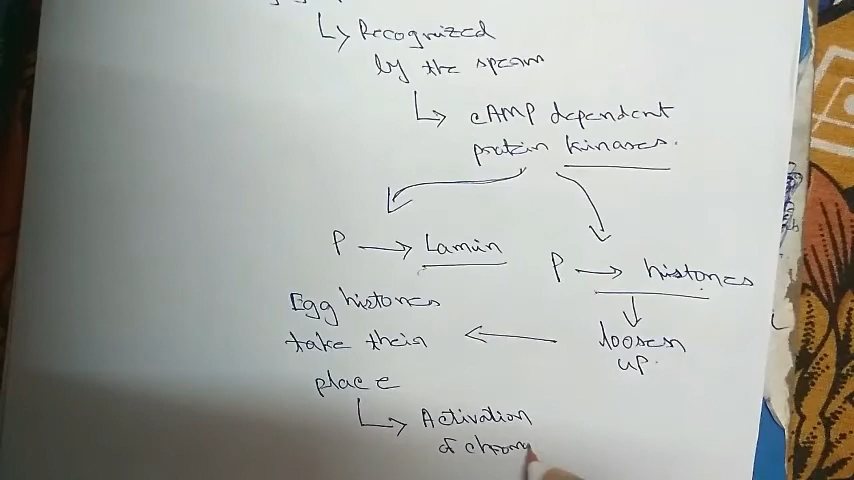 ↳ Recognized
by the sperm
↳ cAMP dependent
protein kinases.
P → Lamin
P → histones
↓
loosen
up.
←
Egg histones
take their
place
↳ Activation
of chrom